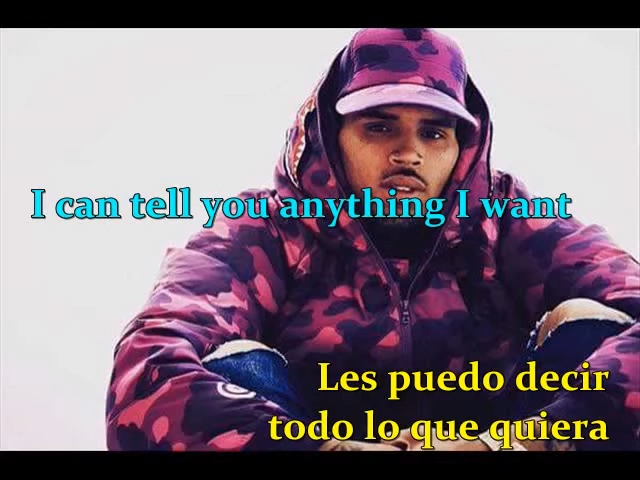 I can tell you anything I want
Les puedo decir
todo lo que quiera